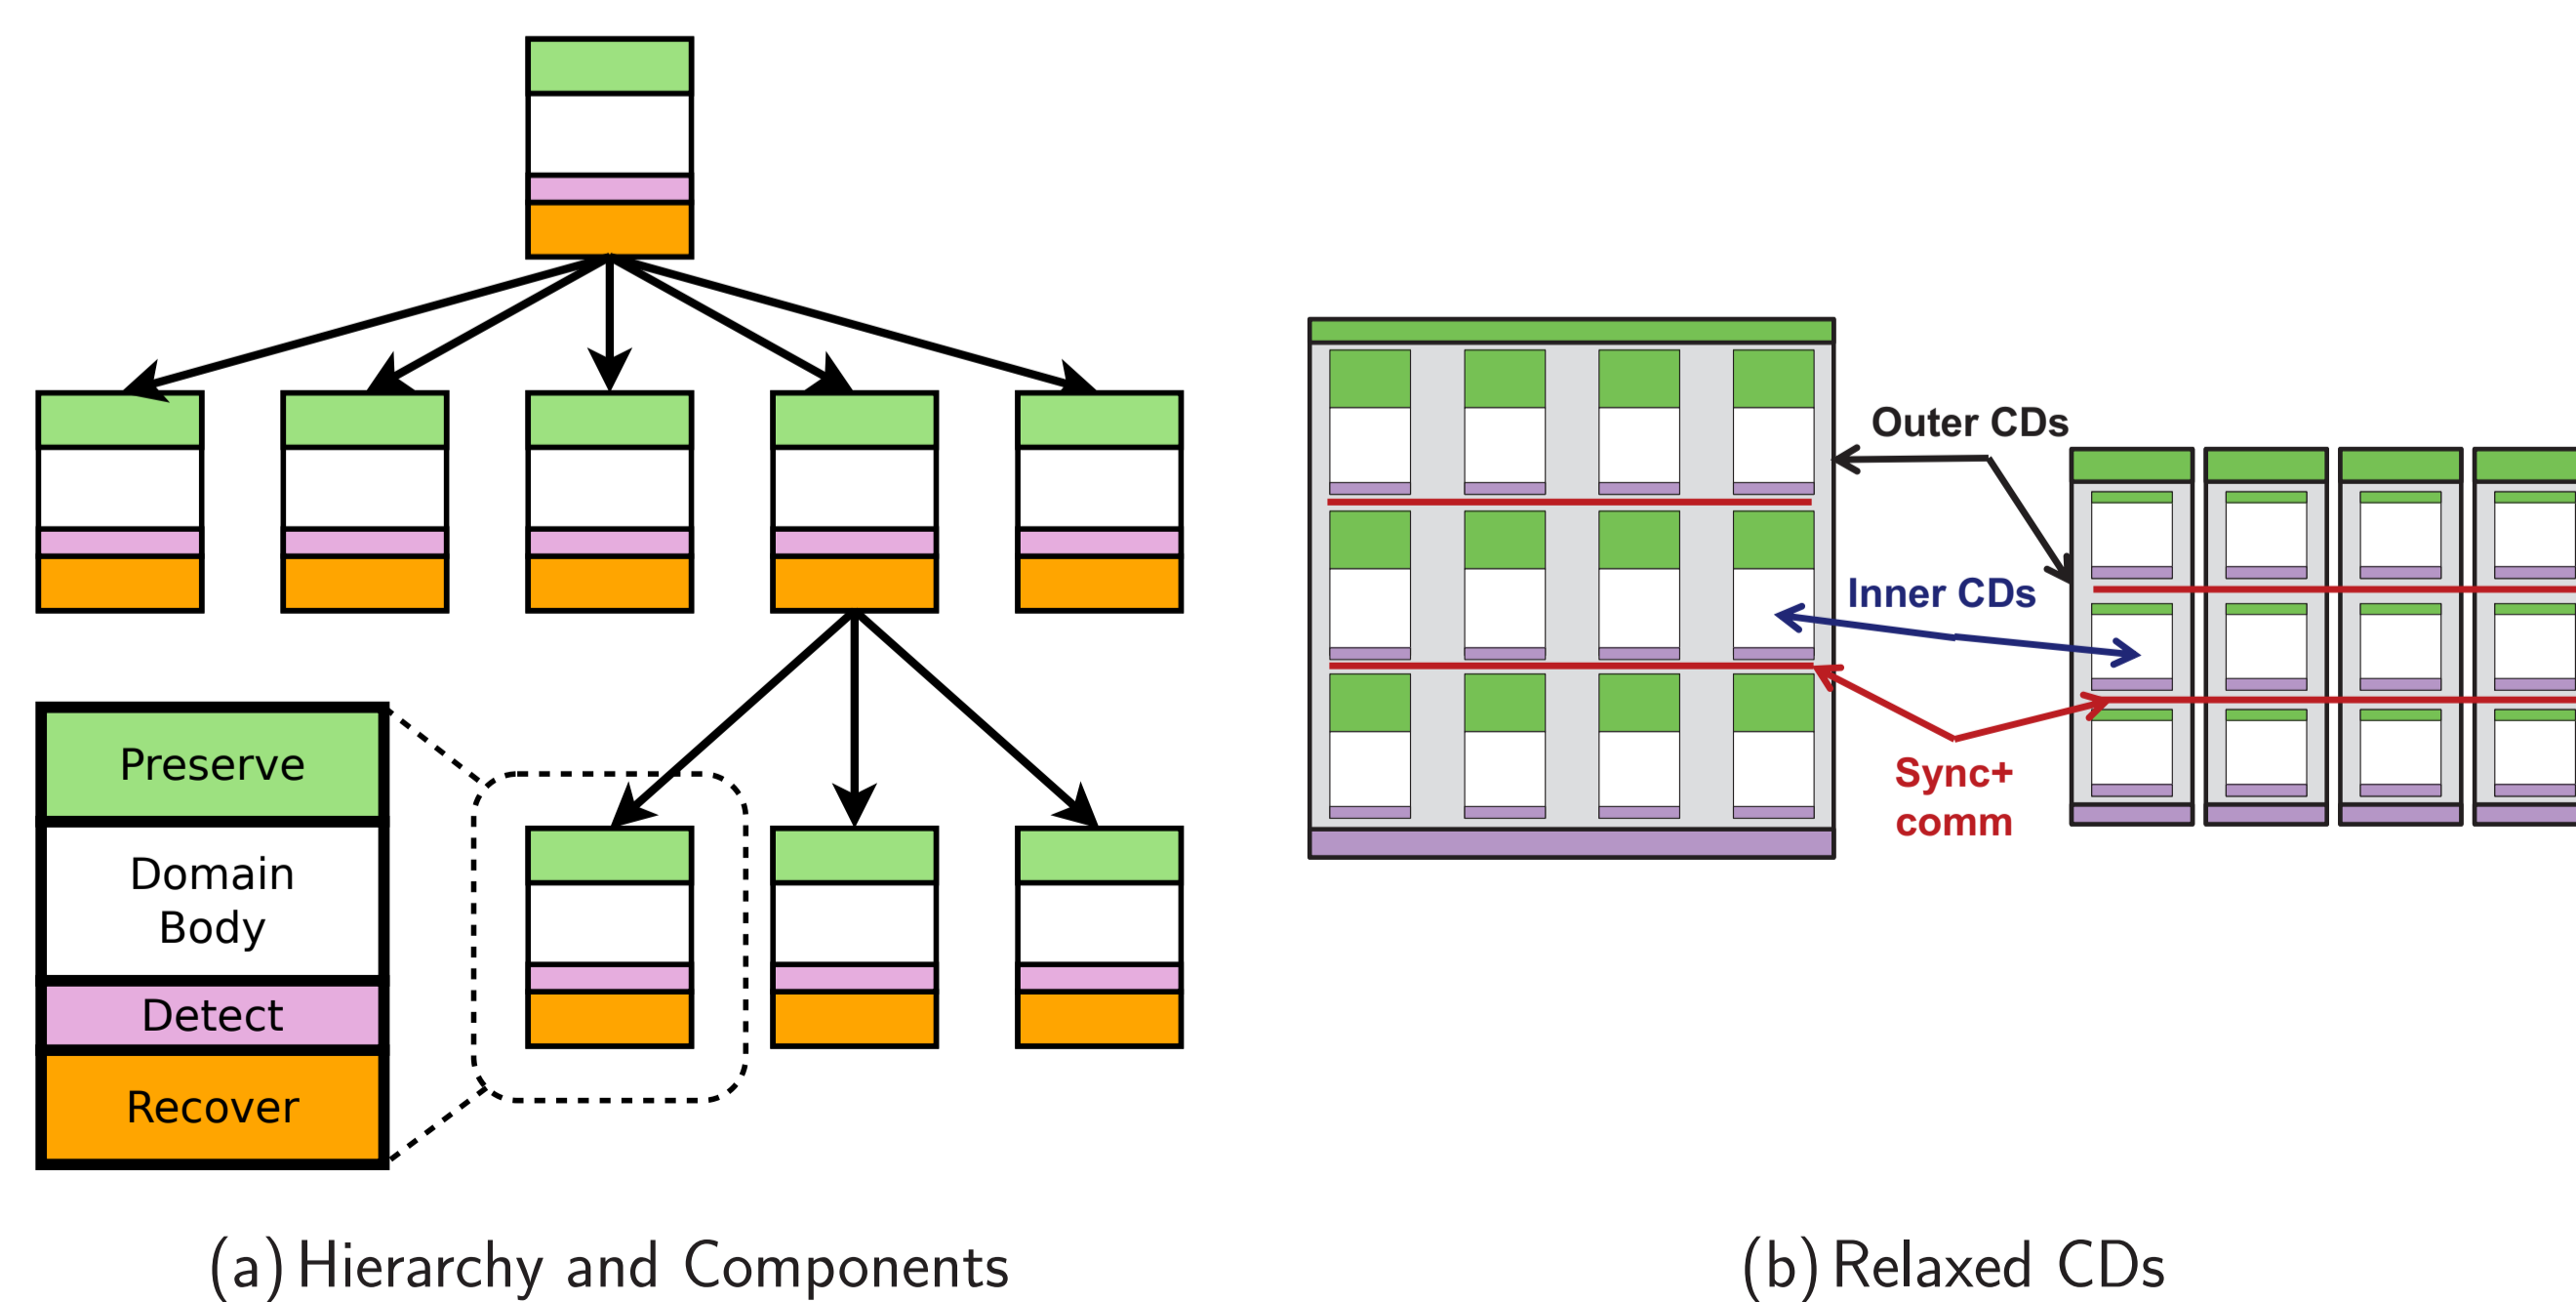 Preserve
Domain
Body
Detect
Recover
(a) Hierarchy and Components
Outer CDs
Inner CDs
Sync+
comm
(b) Relaxed CDs